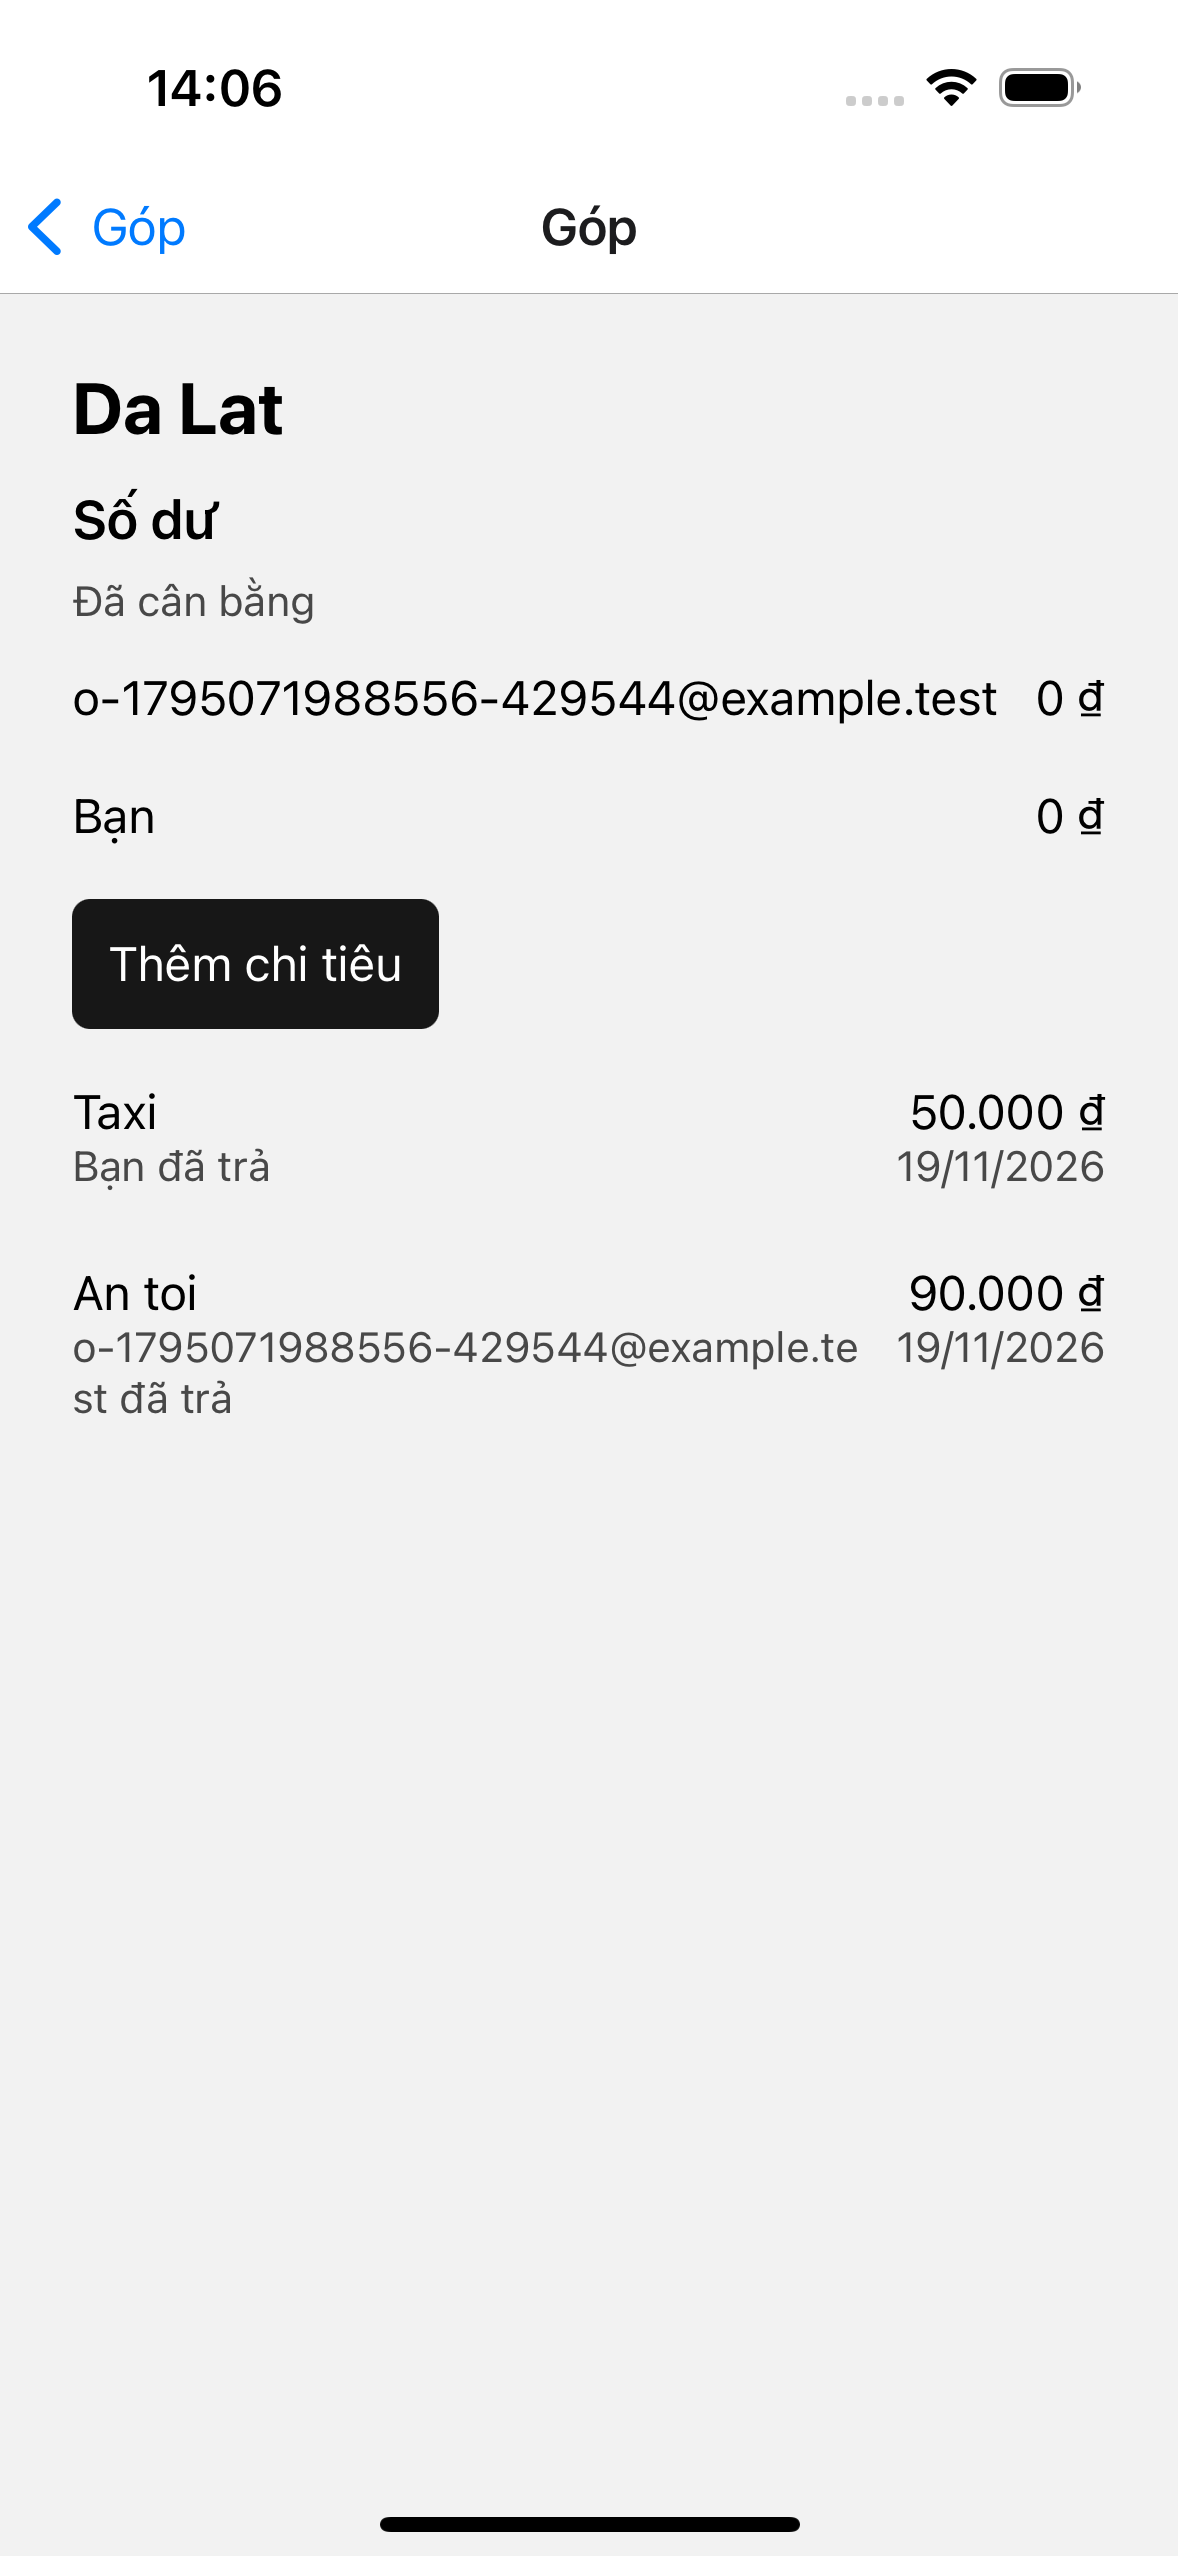 14:06
Góp
Góp
Da Lat
Số dư
Đã cân bằng
o-1795071988556-429544@example.test 0 ₫
Bạn 0 ₫
Thêm chi tiêu
Taxi 50.000 ₫
Bạn đã trả 19/11/2026
An toi 90.000 ₫
o-1795071988556-429544@example.te 19/11/2026
st đã trả